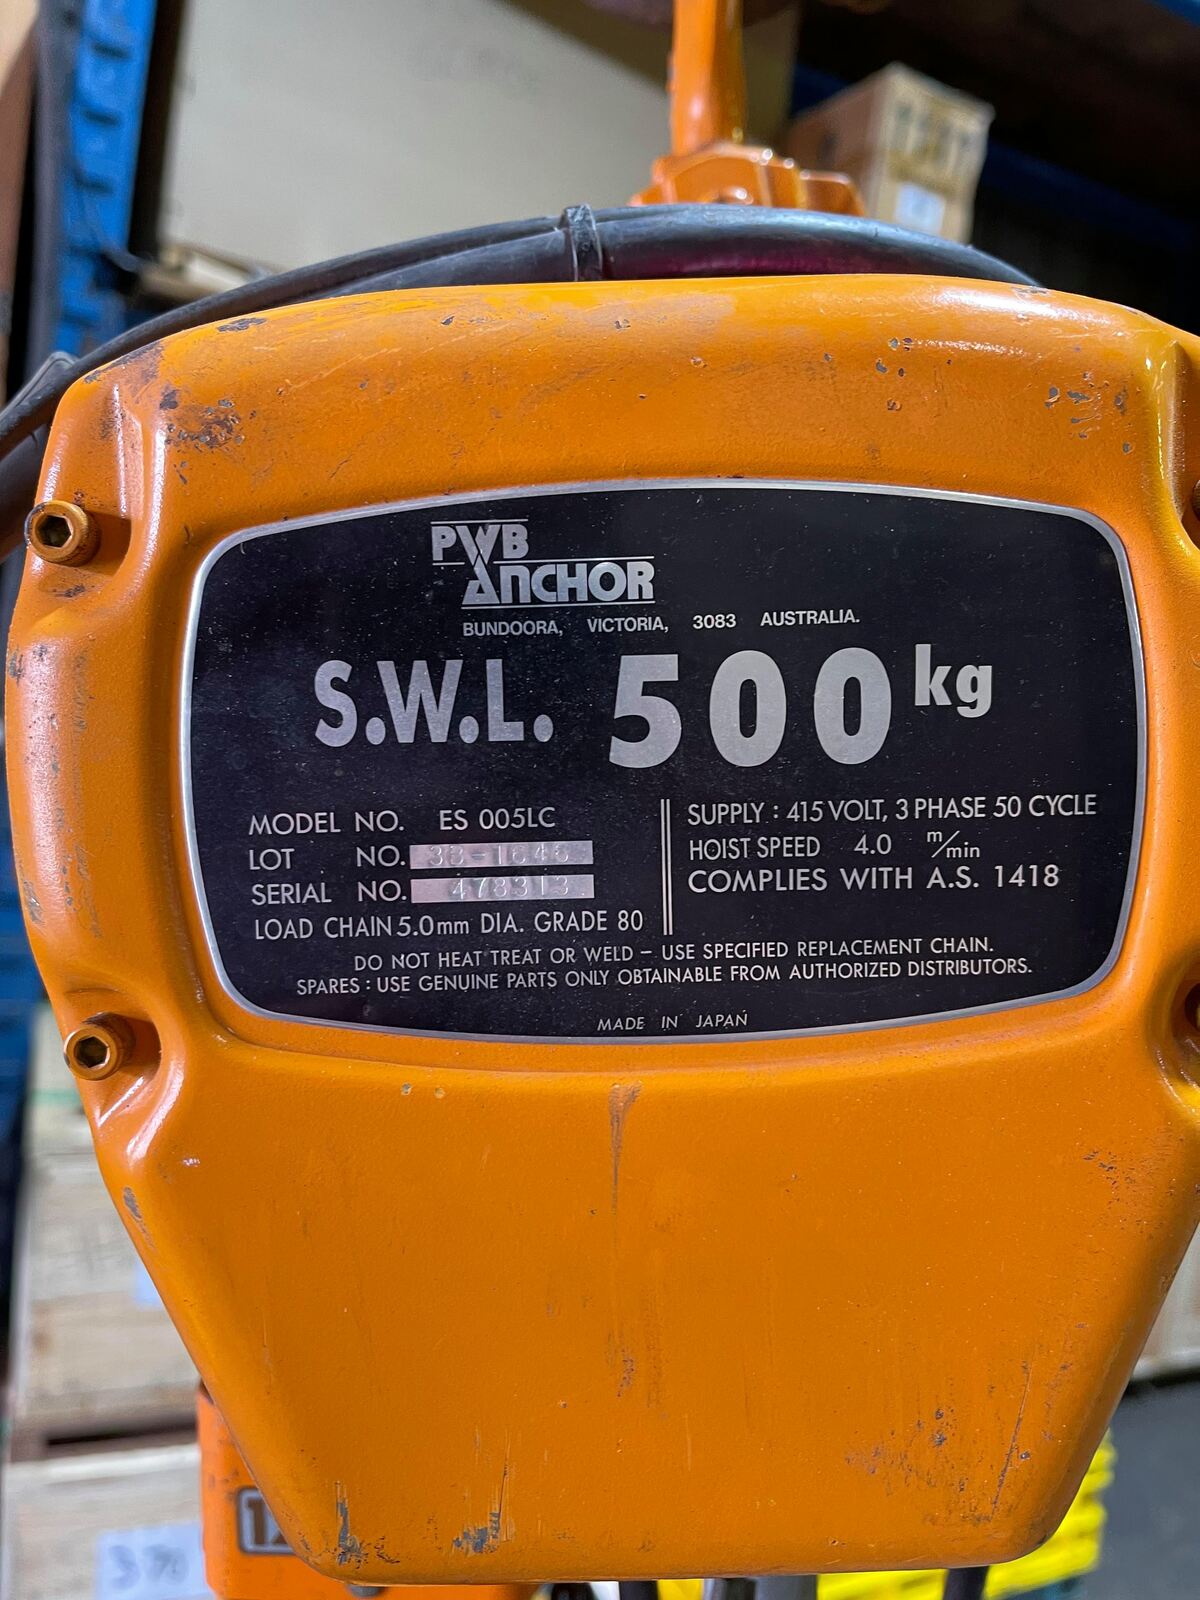 PWB
ANCHOR
BUNDOORA, VICTORIA, 3083 AUSTRALIA.
S.W.L. 500 kg
MODEL NO. ES 005LC
LOT NO.
SERIAL NO. 478313
LOAD CHAIN 5.0mm DIA. GRADE 80
SUPPLY : 415 VOLT, 3 PHASE 50 CYCLE
HOIST SPEED 4.0 m/min
COMPLIES WITH A.S. 1418
DO NOT HEAT TREAT OR WELD – USE SPECIFIED REPLACEMENT CHAIN.
SPARES : USE GENUINE PARTS ONLY OBTAINABLE FROM AUTHORIZED DISTRIBUTORS.
MADE IN JAPAN